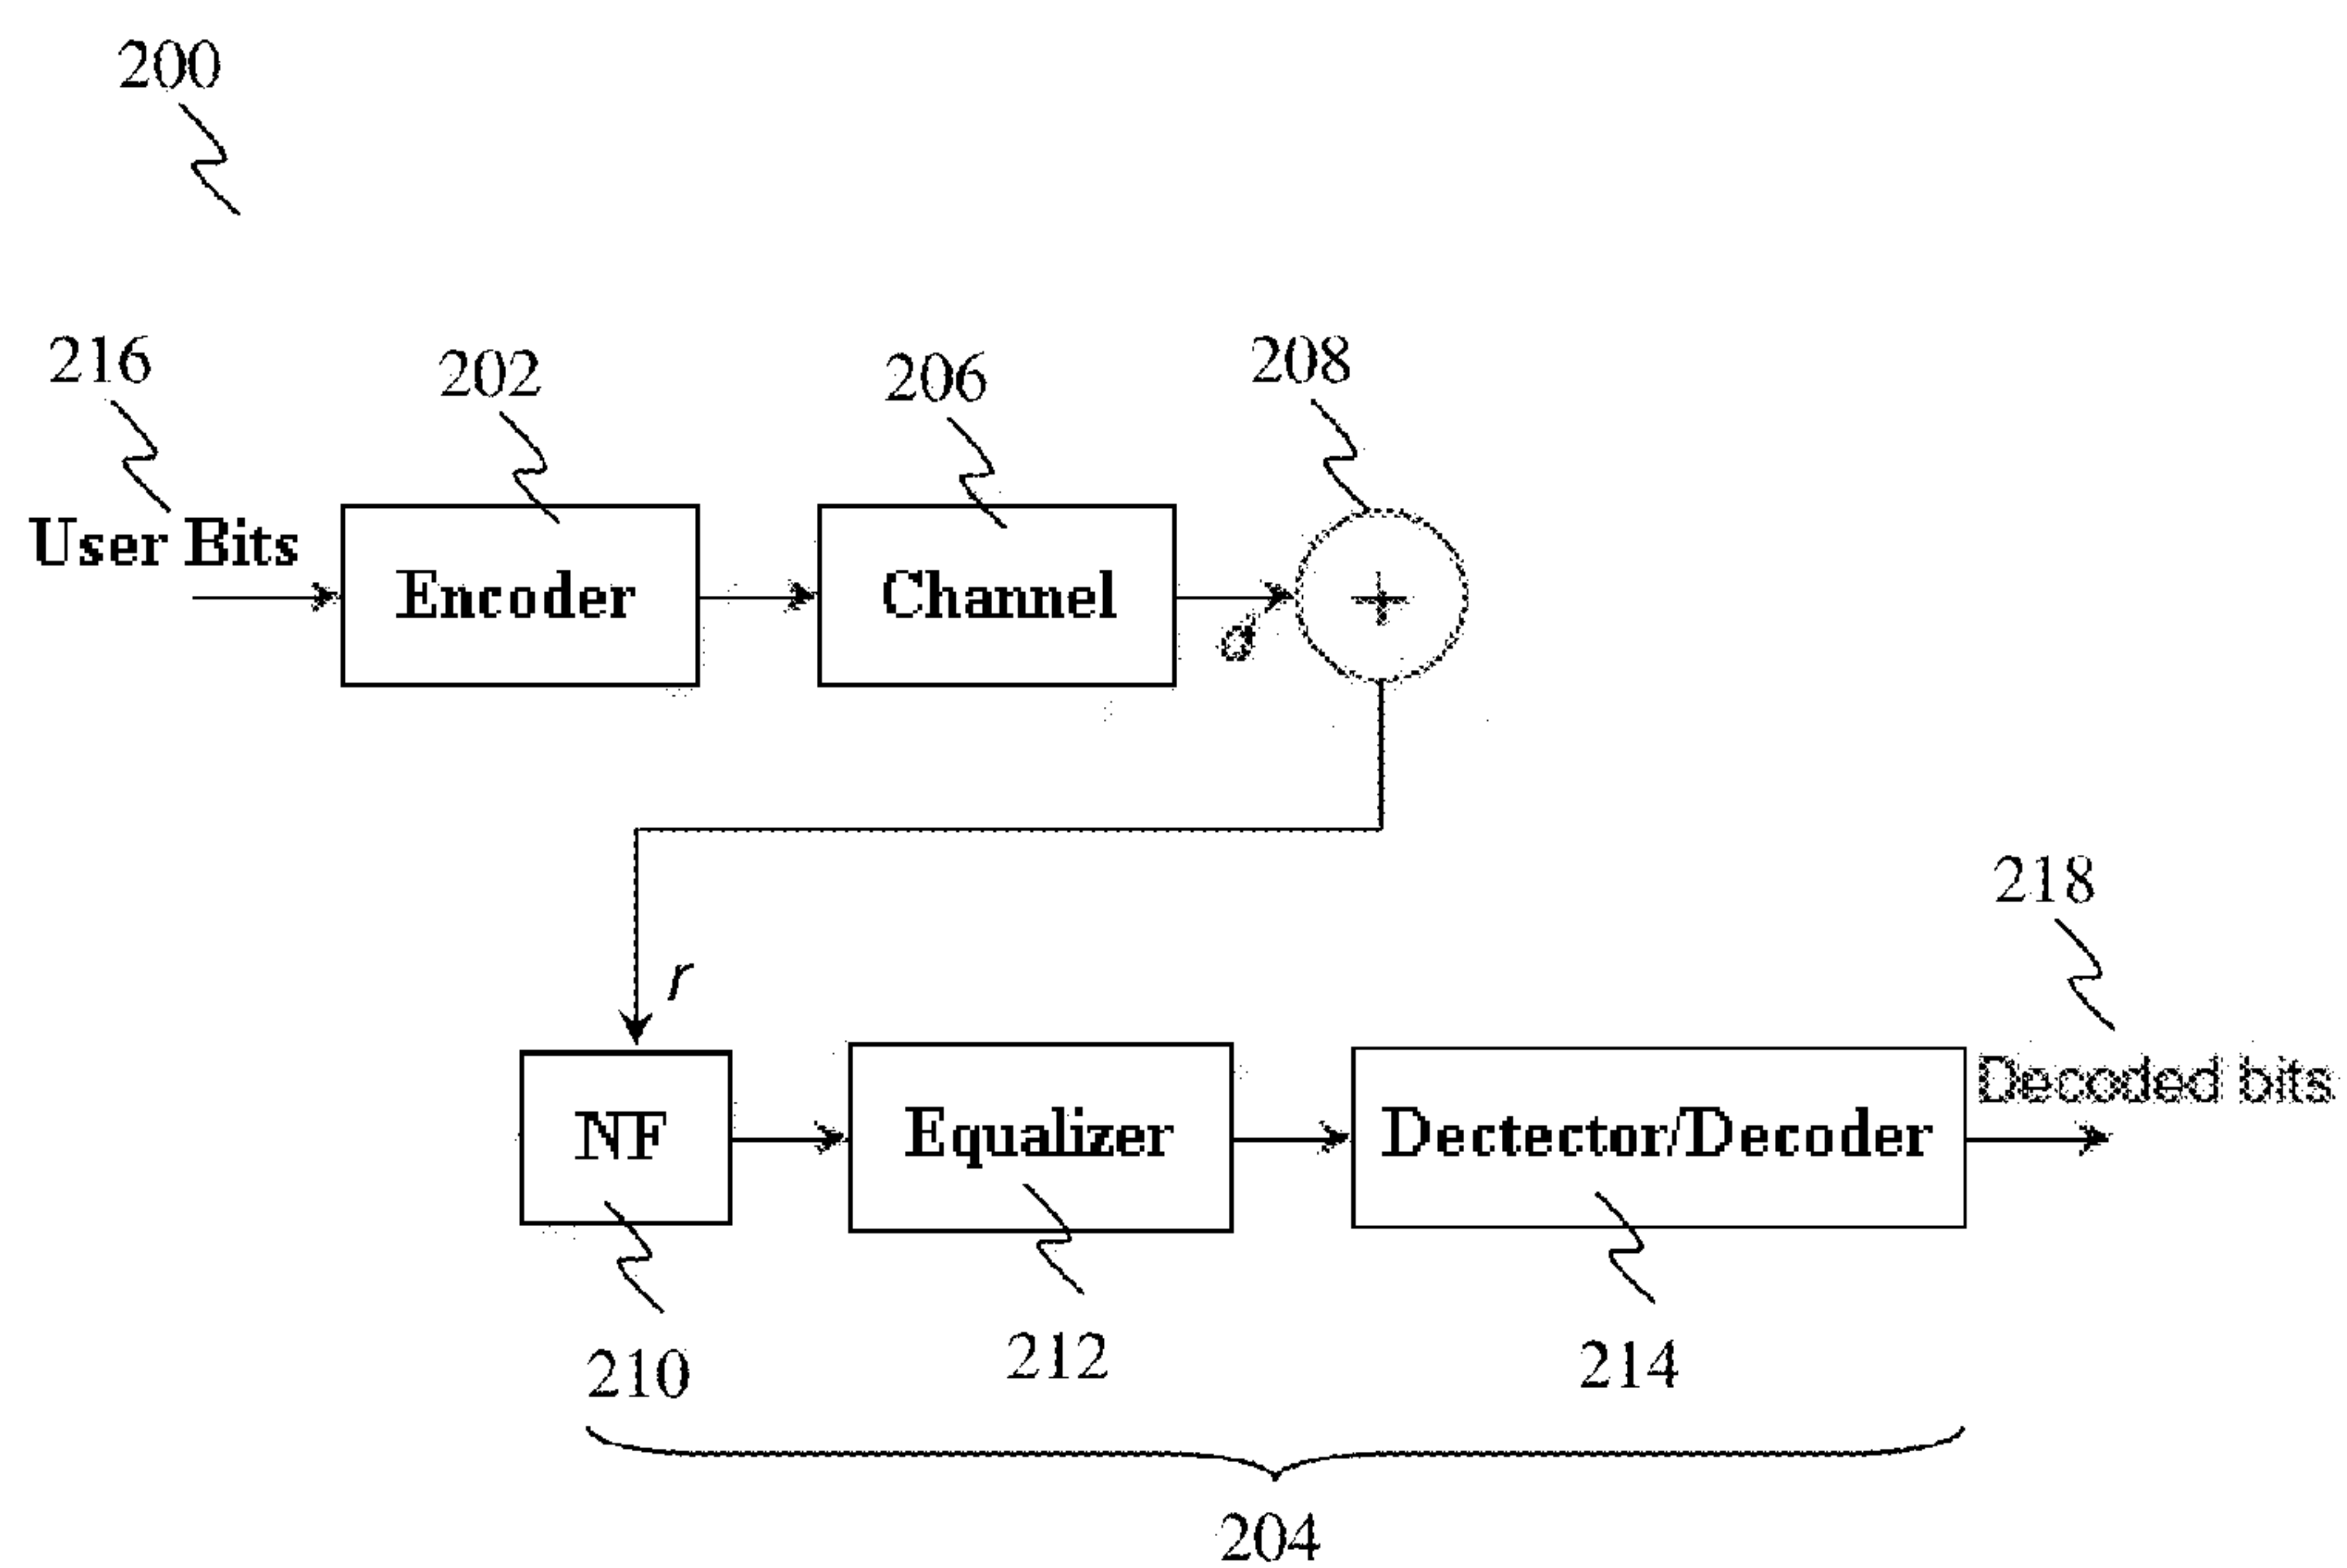 200
216
202
206
208
User Bits
Encoder
Channel
+
d
218
r
Decoded bits
NF
Equalizer
Dectector/Decoder
210
212
214
204